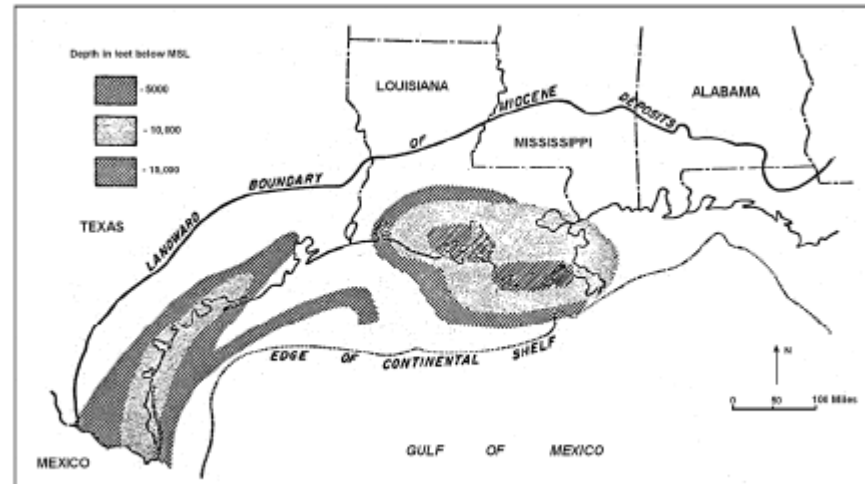 Depth in feet below MSL
- 5000
- 10,000
- 15,000
LOUISIANA
ALABAMA
MISSISSIPPI
TEXAS
LANDWARD BOUNDARY OF MIOCENE DEPOSITS
EDGE OF CONTINENTAL SHELF
N
0 50 100 Miles
MEXICO
GULF OF MEXICO